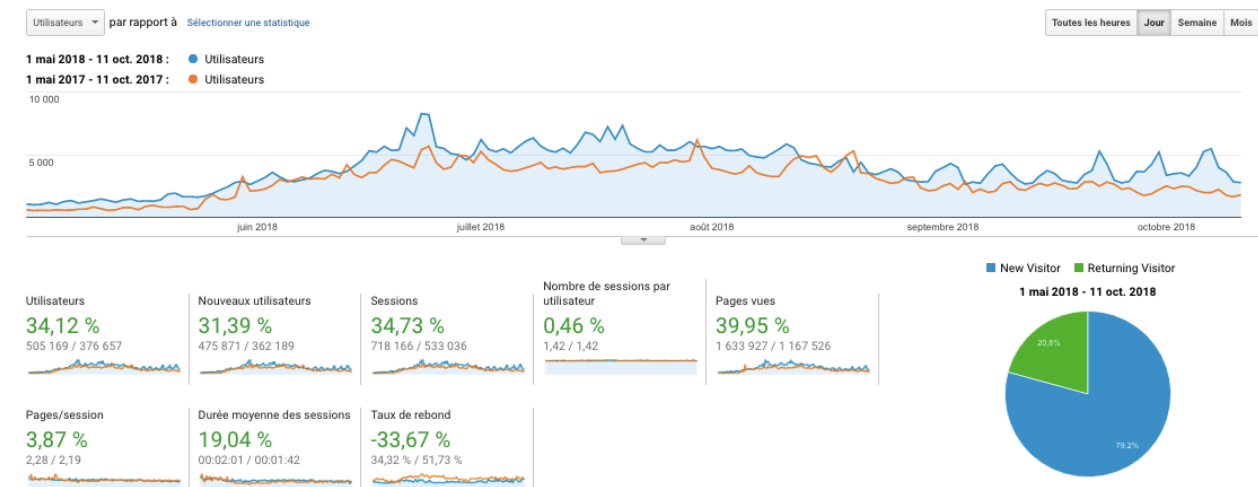 Utilisateurs par rapport à Sélectionner une statistique
Toutes les heures Jour Semaine Mois
1 mai 2018 - 11 oct. 2018 : Utilisateurs
1 mai 2017 - 11 oct. 2017 : Utilisateurs
10 000
5 000
juin 2018 juillet 2018 août 2018 septembre 2018 octobre 2018
Utilisateurs
34,12 %
505 169 / 376 657
Nouveaux utilisateurs
31,39 %
475 871 / 362 189
Sessions
34,73 %
718 166 / 533 036
Nombre de sessions par
utilisateur
0,46 %
1,42 / 1,42
Pages vues
39,95 %
1 633 927 / 1 167 526
Pages/session
3,87 %
2,28 / 2,19
Durée moyenne des sessions
19,04 %
00:02:01 / 00:01:42
Taux de rebond
-33,67 %
34,32 % / 51,73 %
New Visitor Returning Visitor
1 mai 2018 - 11 oct. 2018
20,8%
79,2%